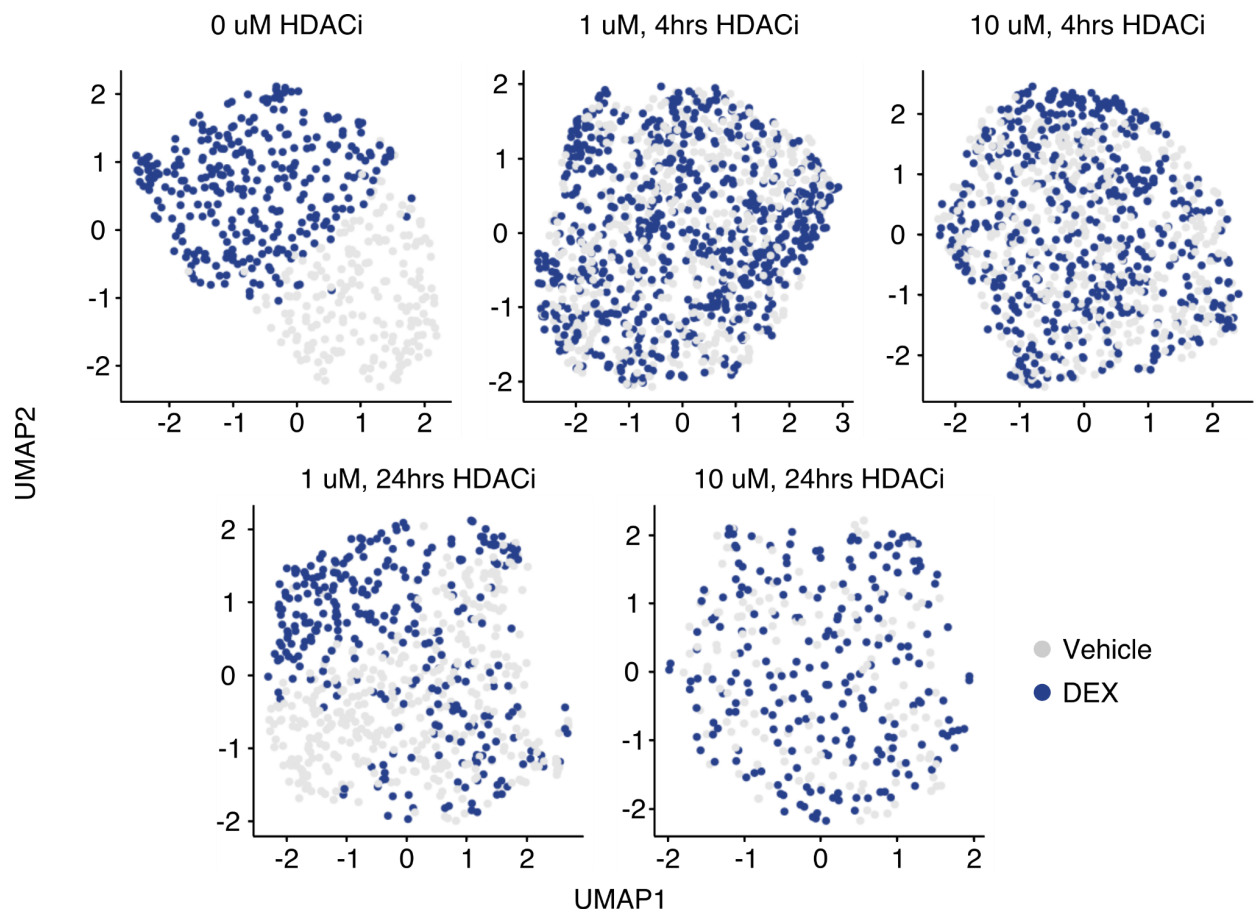 0 uM HDACi
1 uM, 4hrs HDACi
10 uM, 4hrs HDACi
2
1
0
-1
-2
-2 -1 0 1 2
2
1
0
-1
-2
-2 -1 0 1 2 3
2
1
0
-1
-2
-2 -1 0 1 2
UMAP2
1 uM, 24hrs HDACi
10 uM, 24hrs HDACi
2
1
0
-1
-2
-2 -1 0 1 2
2
1
0
-1
-2
-2 -1 0 1 2
Vehicle
DEX
UMAP1